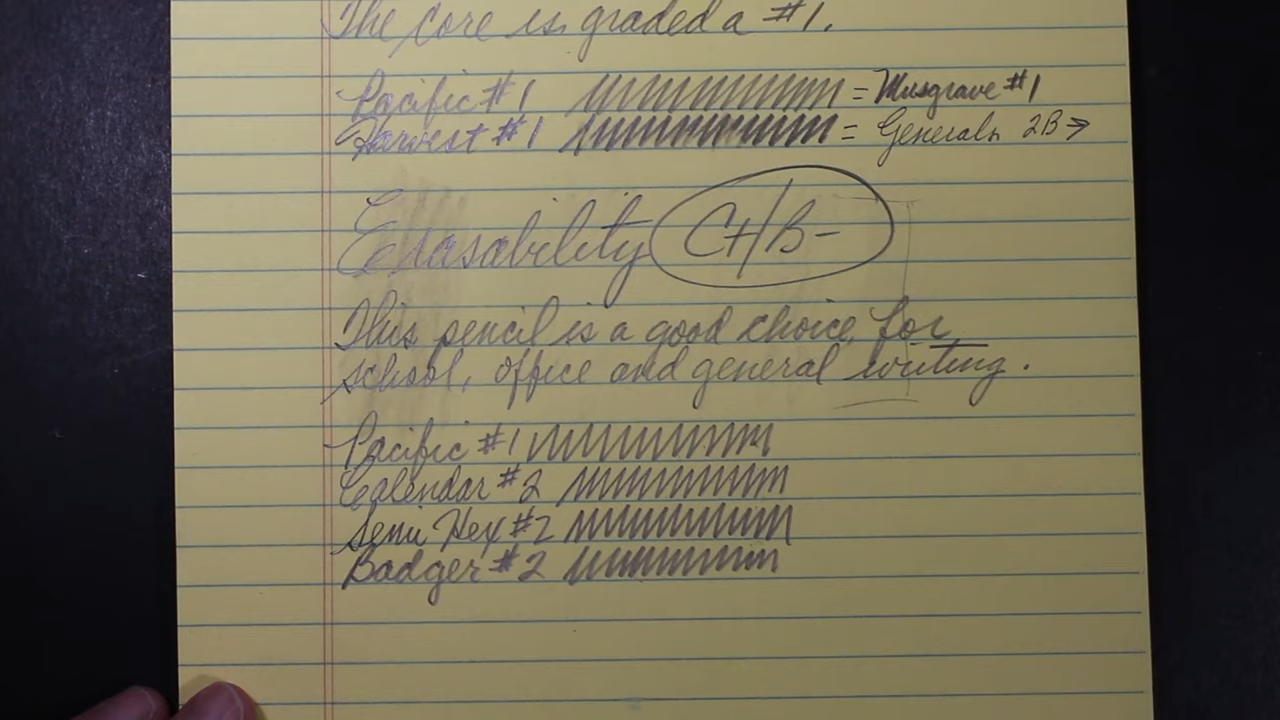 The core is graded a #1.
Pacific #1 = Musgrave #1
Harvest #1 = Generals 2B→
Erasability C+/B-
This pencil is a good choice for
school, office and general writing.
Pacific #1
Calendar #2
Semi Hex #2
Badger #2